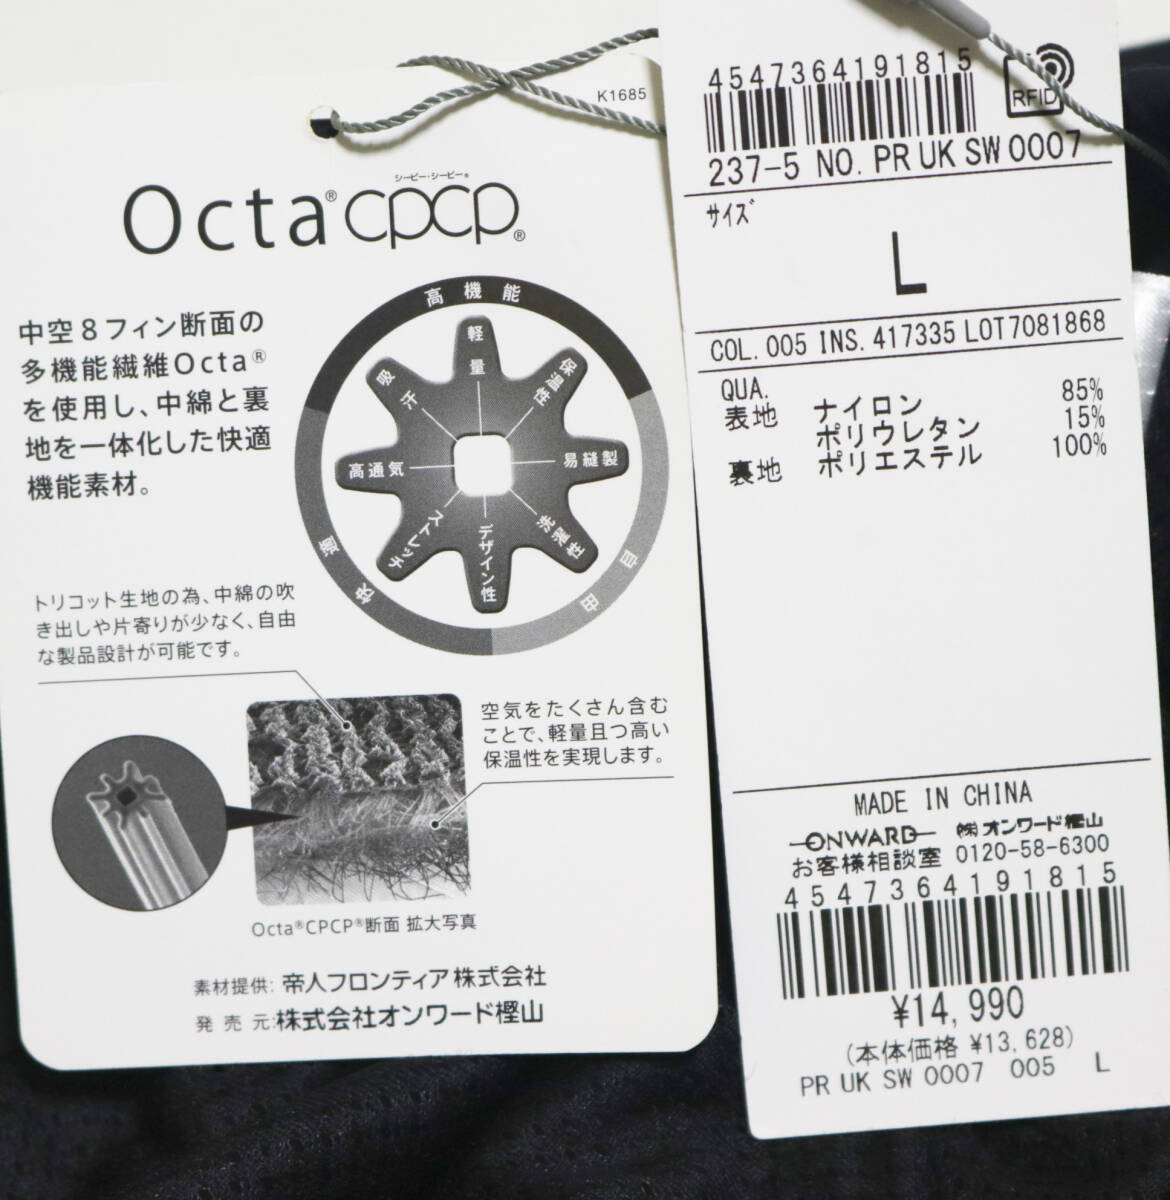 K1685
シーピー・シーピー®
Octa® CPCP®
中空8フィン断面の
多機能繊維Octa®
を使用し、中綿と裏
地を一体化した快適
機能素材。
高機能
軽量
保温性
易縫製
洗濯性
デザイン性
ストレッチ
高通気
吸汗
自由
快適
トリコット生地の為、中綿の吹
き出しや片寄りが少なく、自由
な製品設計が可能です。
空気をたくさん含む
ことで、軽量且つ高い
保温性を実現します。
Octa®CPCP®断面 拡大写真
素材提供: 帝人フロンティア株式会社
発売元:株式会社オンワード樫山
4547364191815
RFID
237-5 NO. PR UK SW 0007
サイズ
L
COL. 005 INS. 417335 LOT7081868
QUA.
表地 ナイロン 85%
ポリウレタン 15%
裏地 ポリエステル 100%
MADE IN CHINA
ONWARD ㈱オンワード樫山
お客様相談室 0120-58-6300
4547364191815
¥14,990
(本体価格 ¥13,628)
PR UK SW 0007 005 L